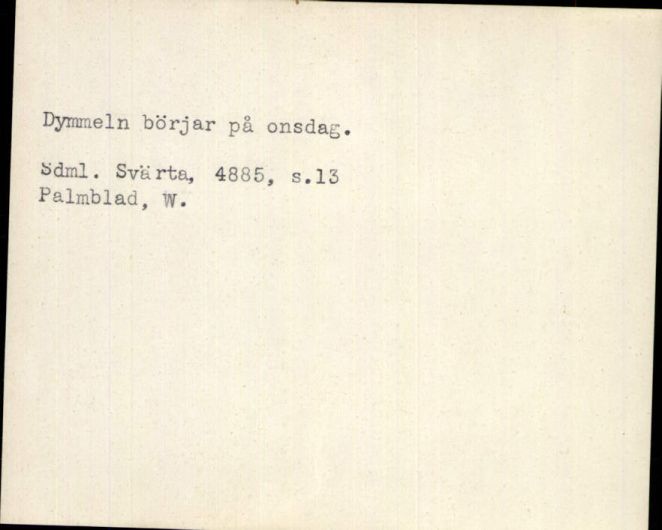 Dymmeln börjar på onsdag.
Sdml. Svärta, 4885, s.13
Palmblad, W.